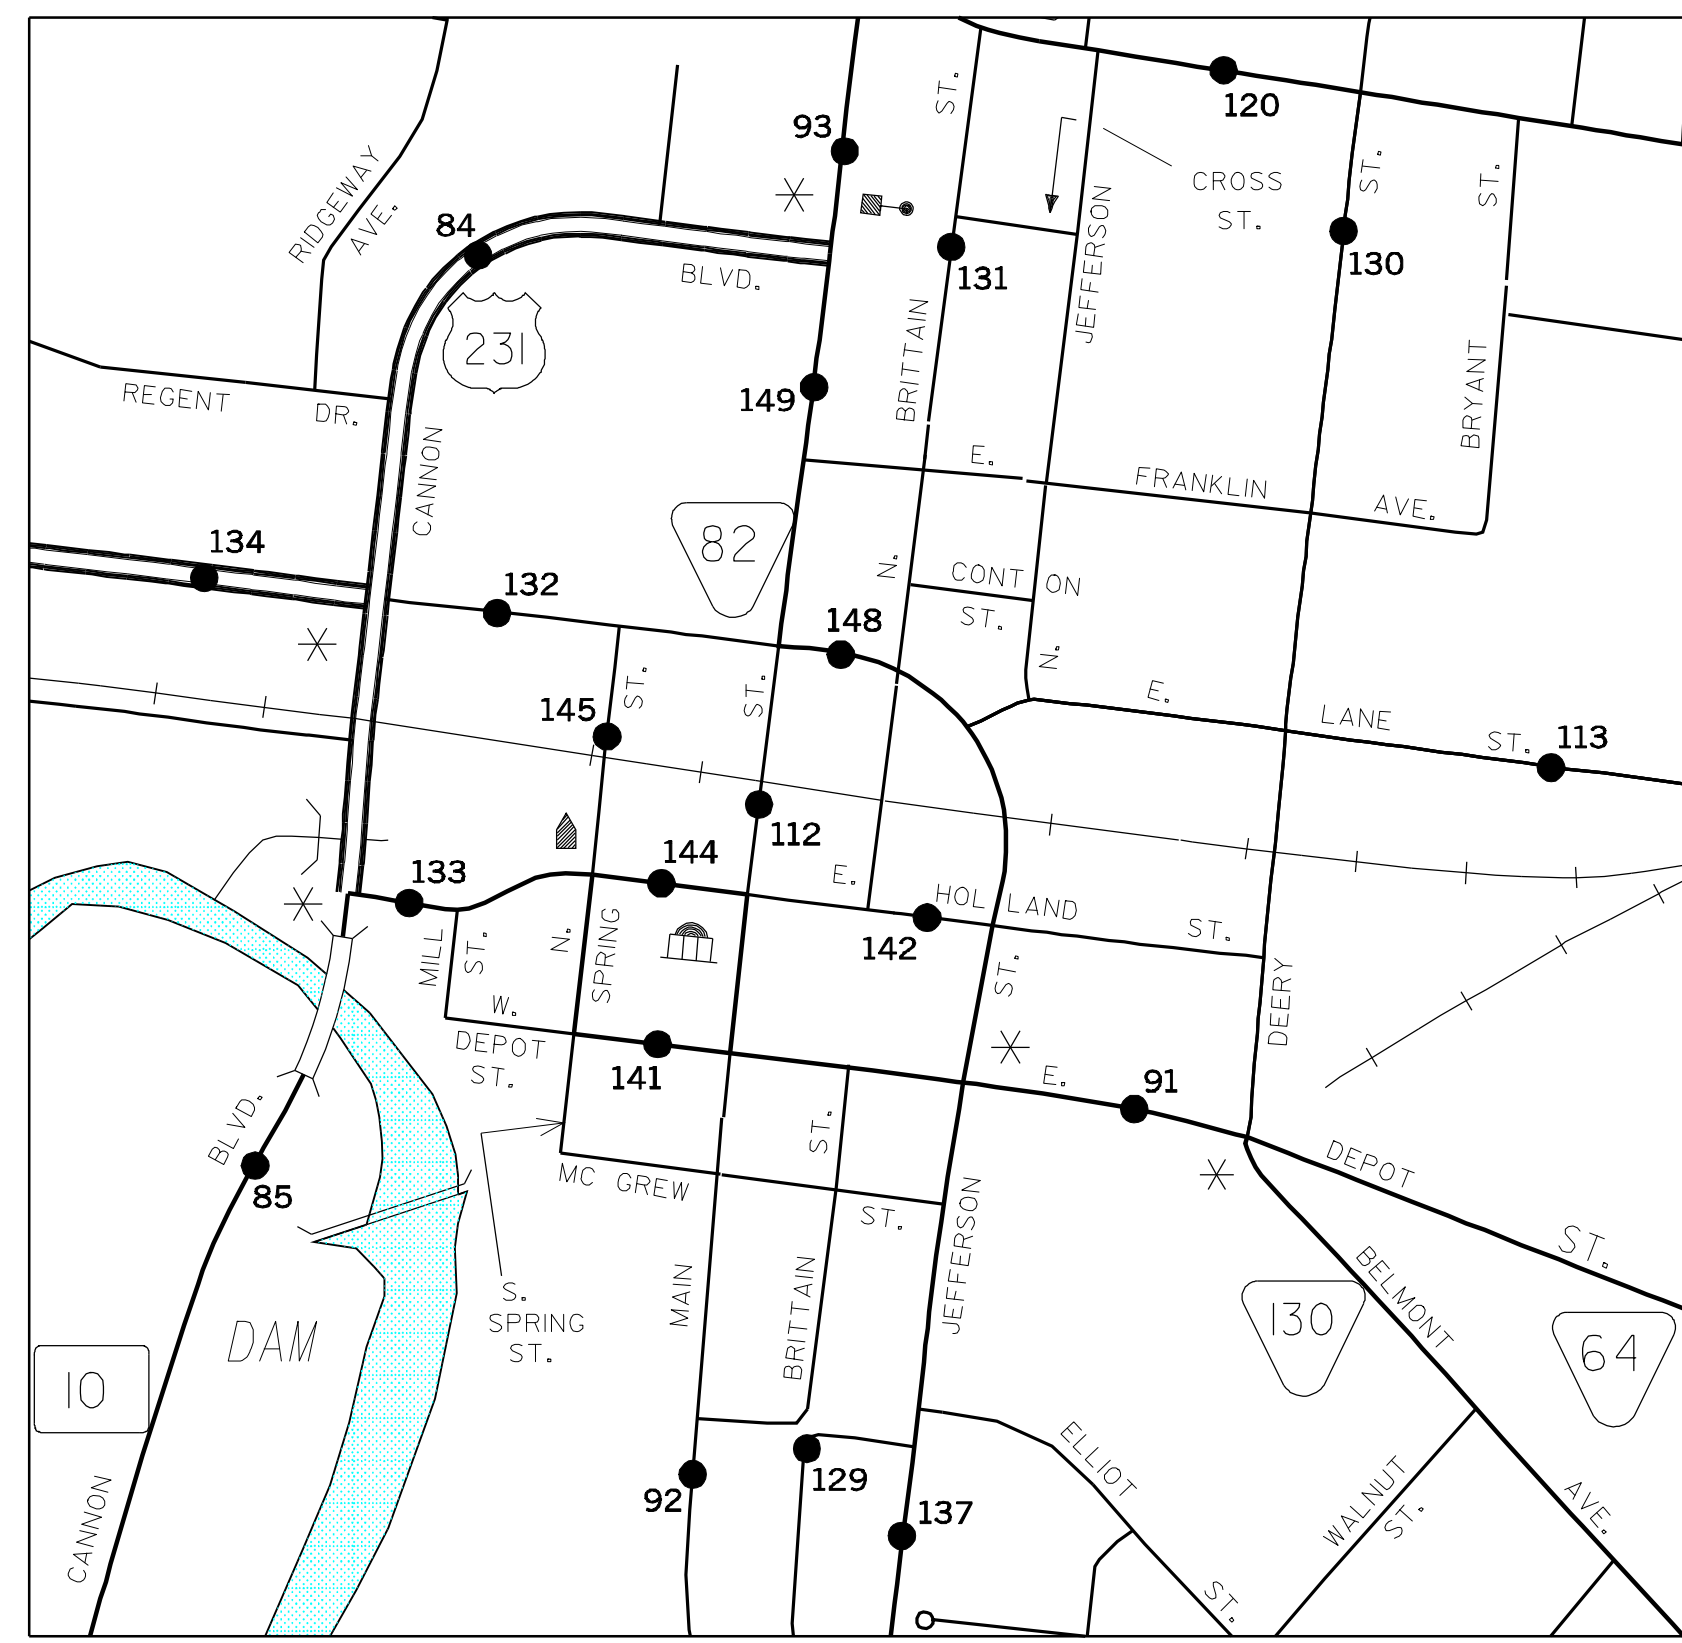 120
93
ST.
RIDGEWAY
AVE.
CROSS
ST.
ST.
ST.
84
BLVD.
131
JEFFERSON
130
231
149
BRITTAIN
BRYANT
REGENT
DR.
CANNON
E.
FRANKLIN
AVE.
134
132
82
N.
CONT ON
ST.
148
N.
145
ST.
ST.
E.
LANE
ST.
113
112
133
144
E.
HOL LAND
ST.
142
MILL
ST.
N.
SPRING
ST.
DEERY
W.
DEPOT
ST.
141
E.
91
BLVD.
85
MC GREW
ST.
ST.
DEPOT
ST.
S.
SPRING
ST.
MAIN
BRITTAIN
JEFFERSON
BELMONT
130
64
DAM
10
CANNON
92
129
137
ELLIOT
ST.
WALNUT
ST.
AVE.